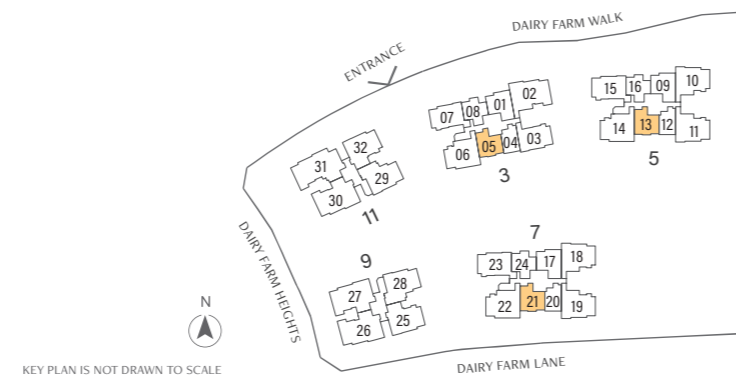 DAIRY FARM WALK
ENTRANCE
15 16 09 10
14 13 12 11
5
07 08 01 02
06 05 04 03
3
31 32
30 29
11
7
23 24 17 18
22 21 20 19
9
27 28
26 25
DAIRY FARM HEIGHTS
N
DAIRY FARM LANE
KEY PLAN IS NOT DRAWN TO SCALE